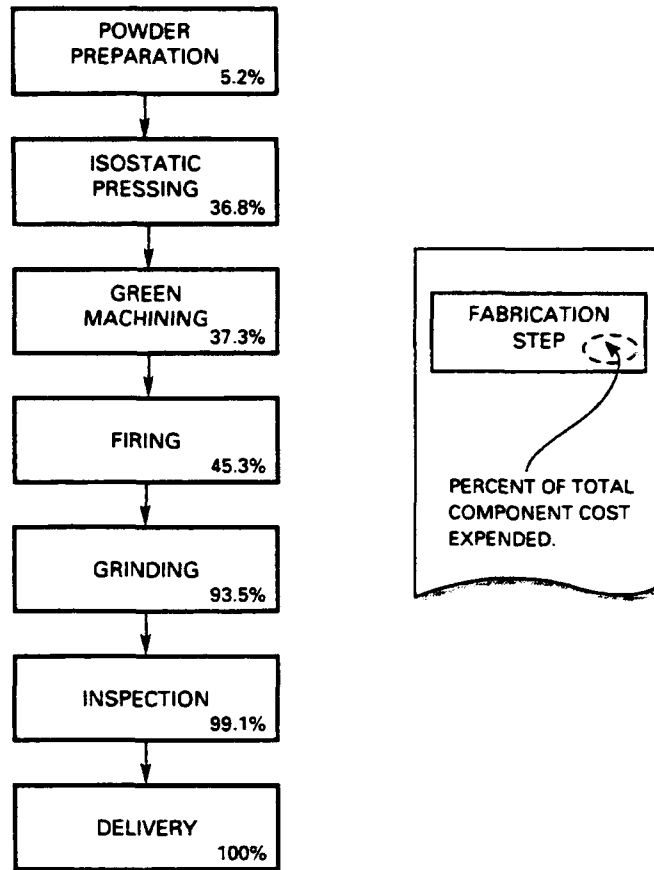 POWDER
PREPARATION
5.2%
ISOSTATIC
PRESSING
36.8%
GREEN
MACHINING
37.3%
FIRING
45.3%
GRINDING
93.5%
INSPECTION
99.1%
DELIVERY
100%
FABRICATION
STEP
PERCENT OF TOTAL
COMPONENT COST
EXPENDED.